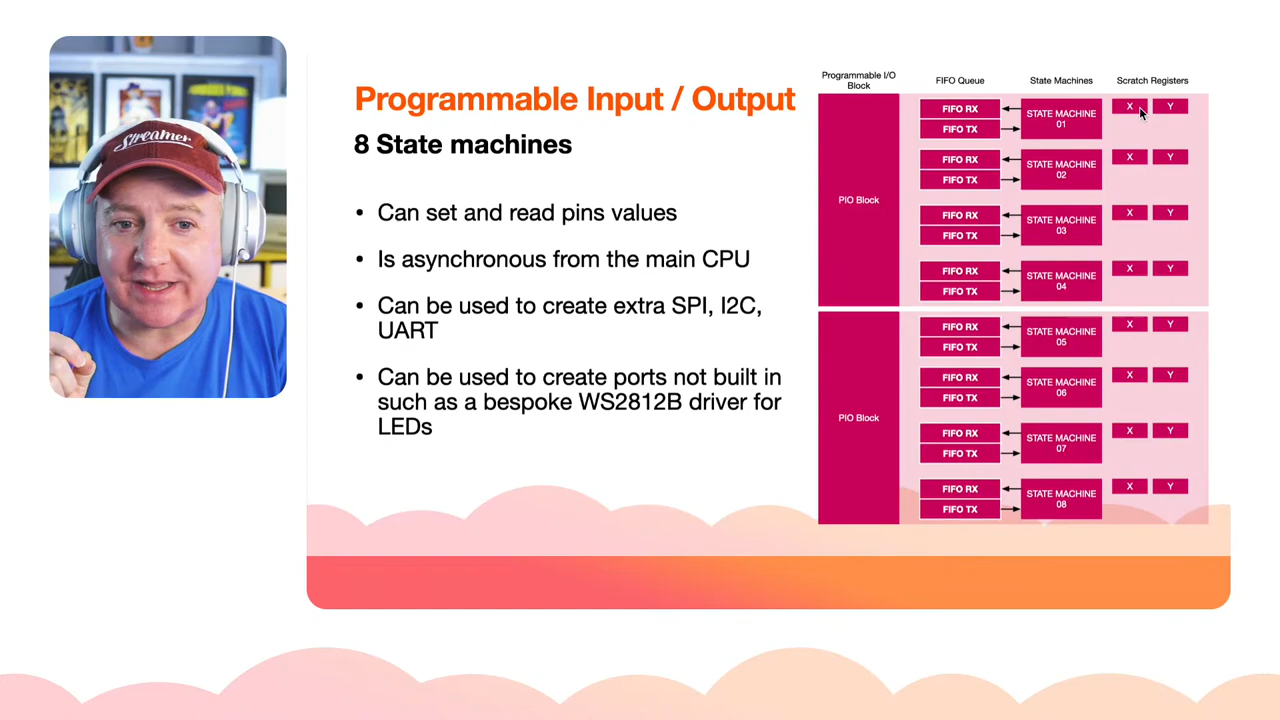 Streamer
Programmable Input / Output
8 State machines
• Can set and read pins values
• Is asynchronous from the main CPU
• Can be used to create extra SPI, I2C,
UART
• Can be used to create ports not built in
such as a bespoke WS2812B driver for
LEDs
Programmable I/O
Block
FIFO Queue
State Machines
Scratch Registers
PIO Block
FIFO RX
FIFO TX
STATE MACHINE
01
X
Y
FIFO RX
FIFO TX
STATE MACHINE
02
X
Y
FIFO RX
FIFO TX
STATE MACHINE
03
X
Y
FIFO RX
FIFO TX
STATE MACHINE
04
X
Y
PIO Block
FIFO RX
FIFO TX
STATE MACHINE
05
X
Y
FIFO RX
FIFO TX
STATE MACHINE
06
X
Y
FIFO RX
FIFO TX
STATE MACHINE
07
X
Y
FIFO RX
FIFO TX
STATE MACHINE
08
X
Y